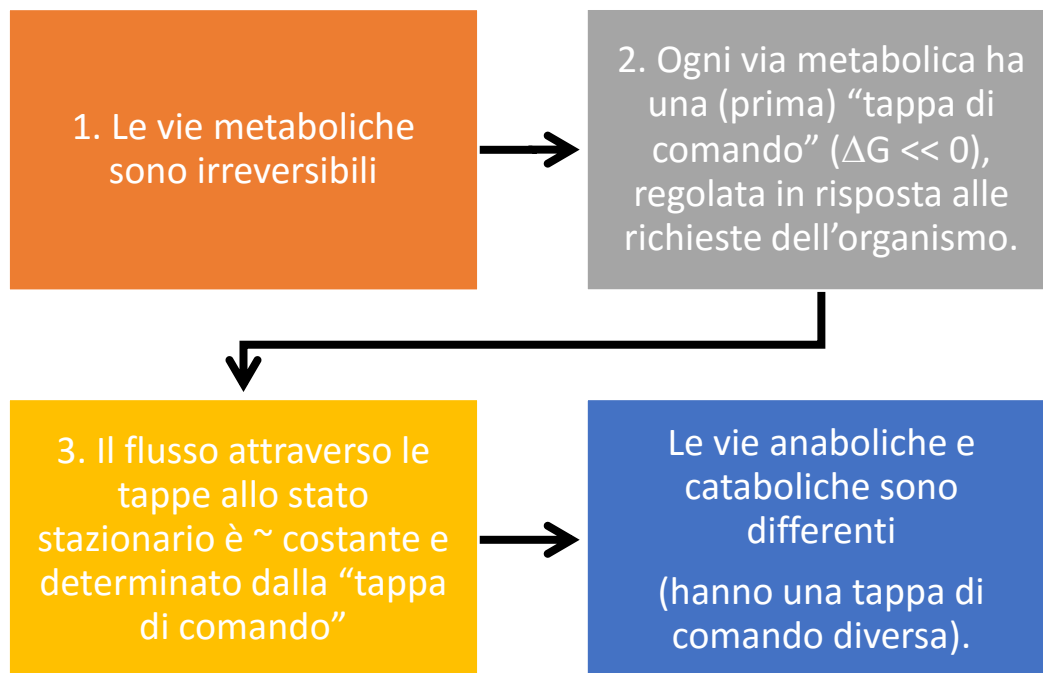 1. Le vie metaboliche
sono irreversibili
2. Ogni via metabolica ha
una (prima) “tappa di
comando” (ΔG << 0),
regolata in risposta alle
richieste dell’organismo.
3. Il flusso attraverso le
tappe allo stato
stazionario è ~ costante e
determinato dalla “tappa
di comando”
Le vie anaboliche e
cataboliche sono
differenti
(hanno una tappa di
comando diversa).